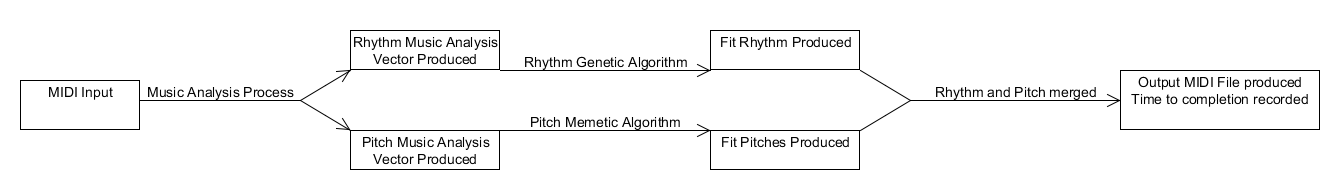 MIDI Input
Music Analysis Process
Rhythm Music Analysis
Vector Produced
Rhythm Genetic Algorithm
Fit Rhythm Produced
Pitch Music Analysis
Vector Produced
Pitch Memetic Algorithm
Fit Pitches Produced
Rhythm and Pitch merged
Output MIDI File produced
Time to completion recorded